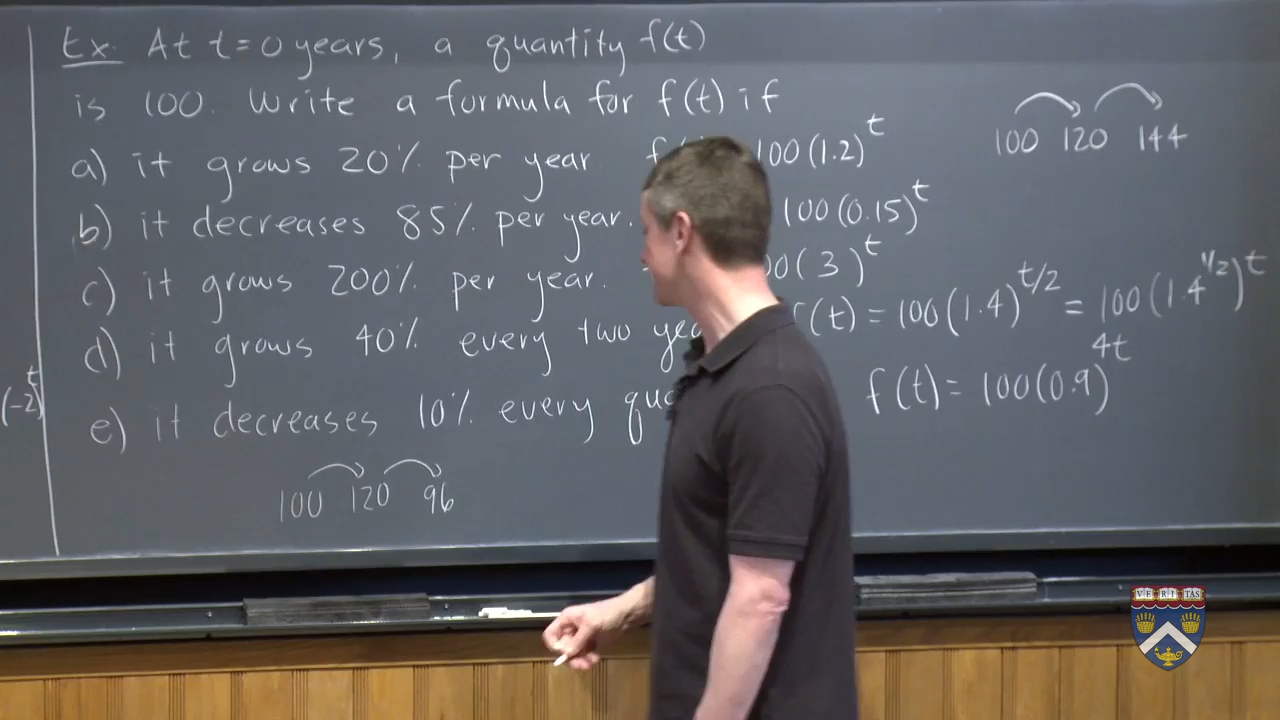 Ex. At t=0 years, a quantity f(t)
is 100. Write a formula for f(t) if
100 120 144
a) it grows 20% per year 100(1.2)^t
b) it decreases 85% per year. 100(0.15)^t
c) it grows 200% per year. (3)^t
d) it grows 40% every two (t) = 100(1.4)^{t/2} = 100(1.4^{1/2})^t
(-2)^t
e) it decreases 10% every f(t) = 100(0.9)^{4t}
100 120 96
VERITAS